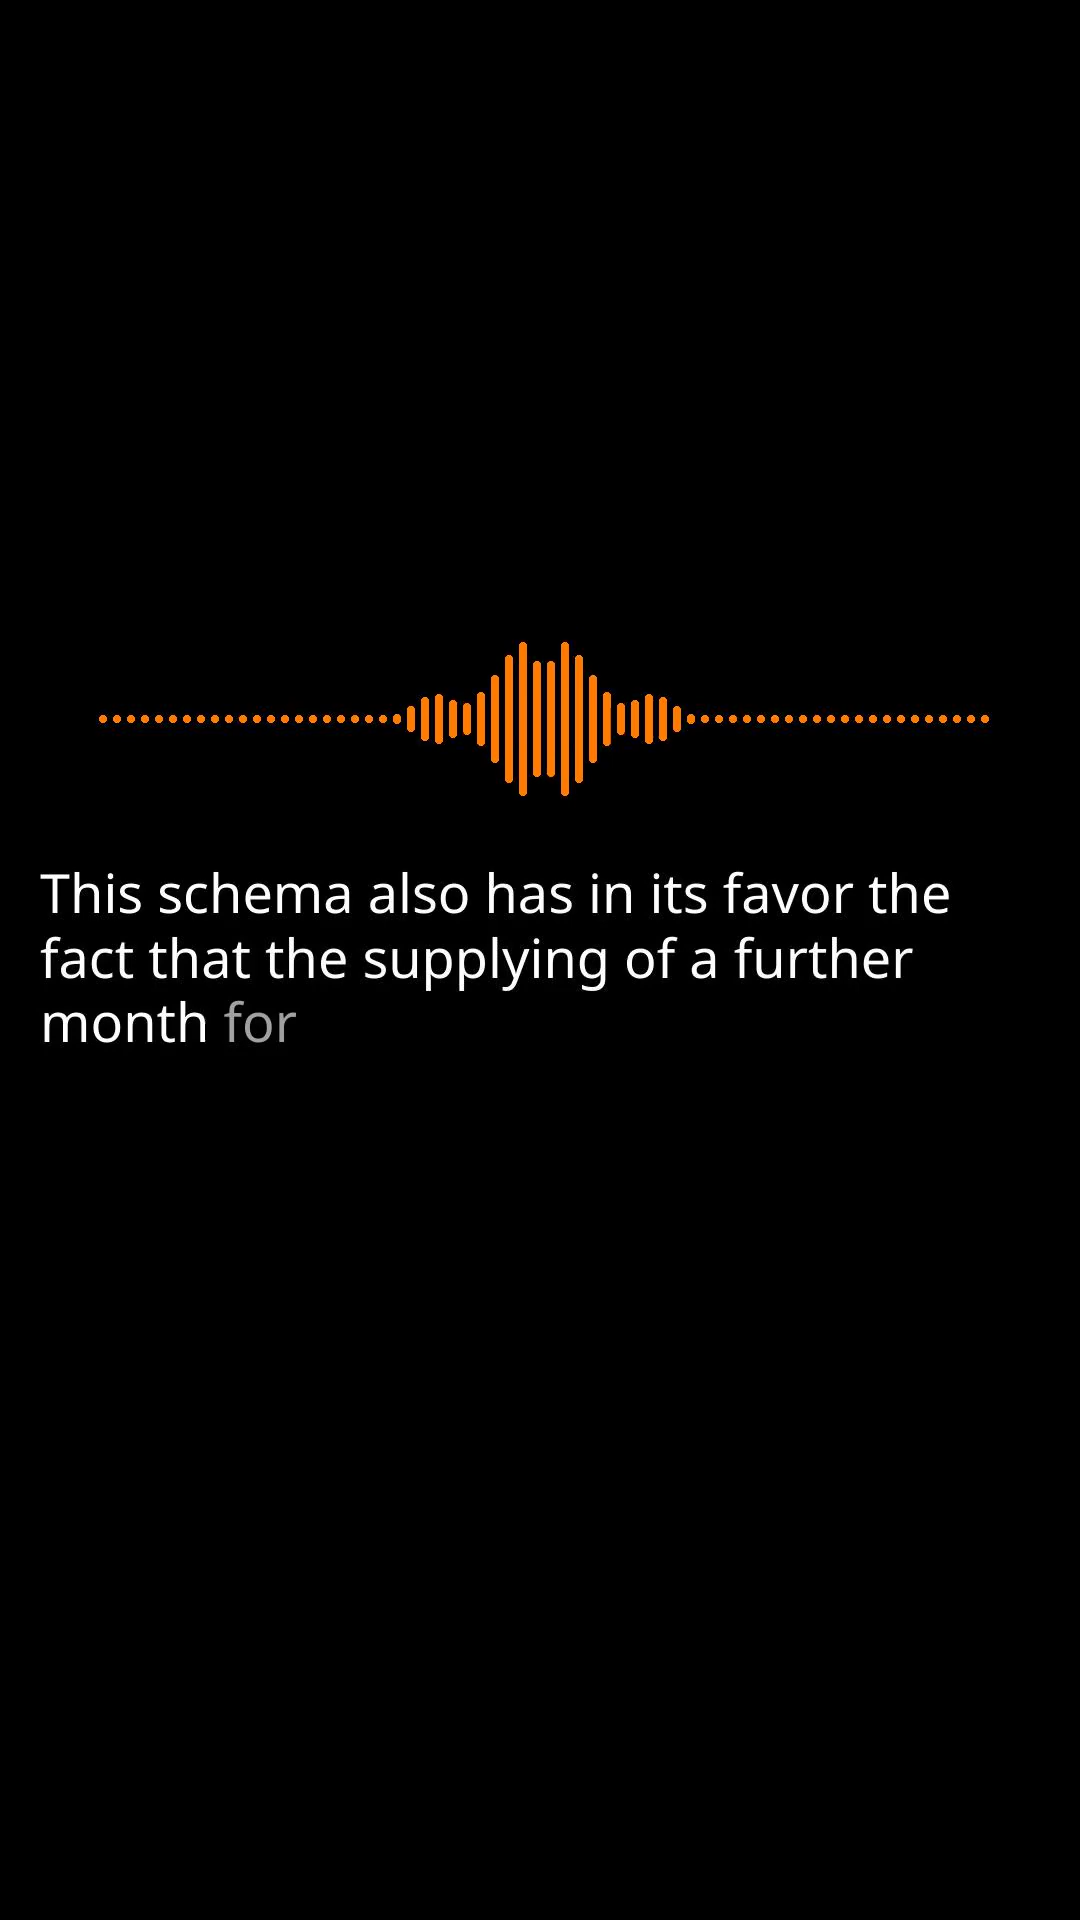 This schema also has in its favor the
fact that the supplying of a further
month for